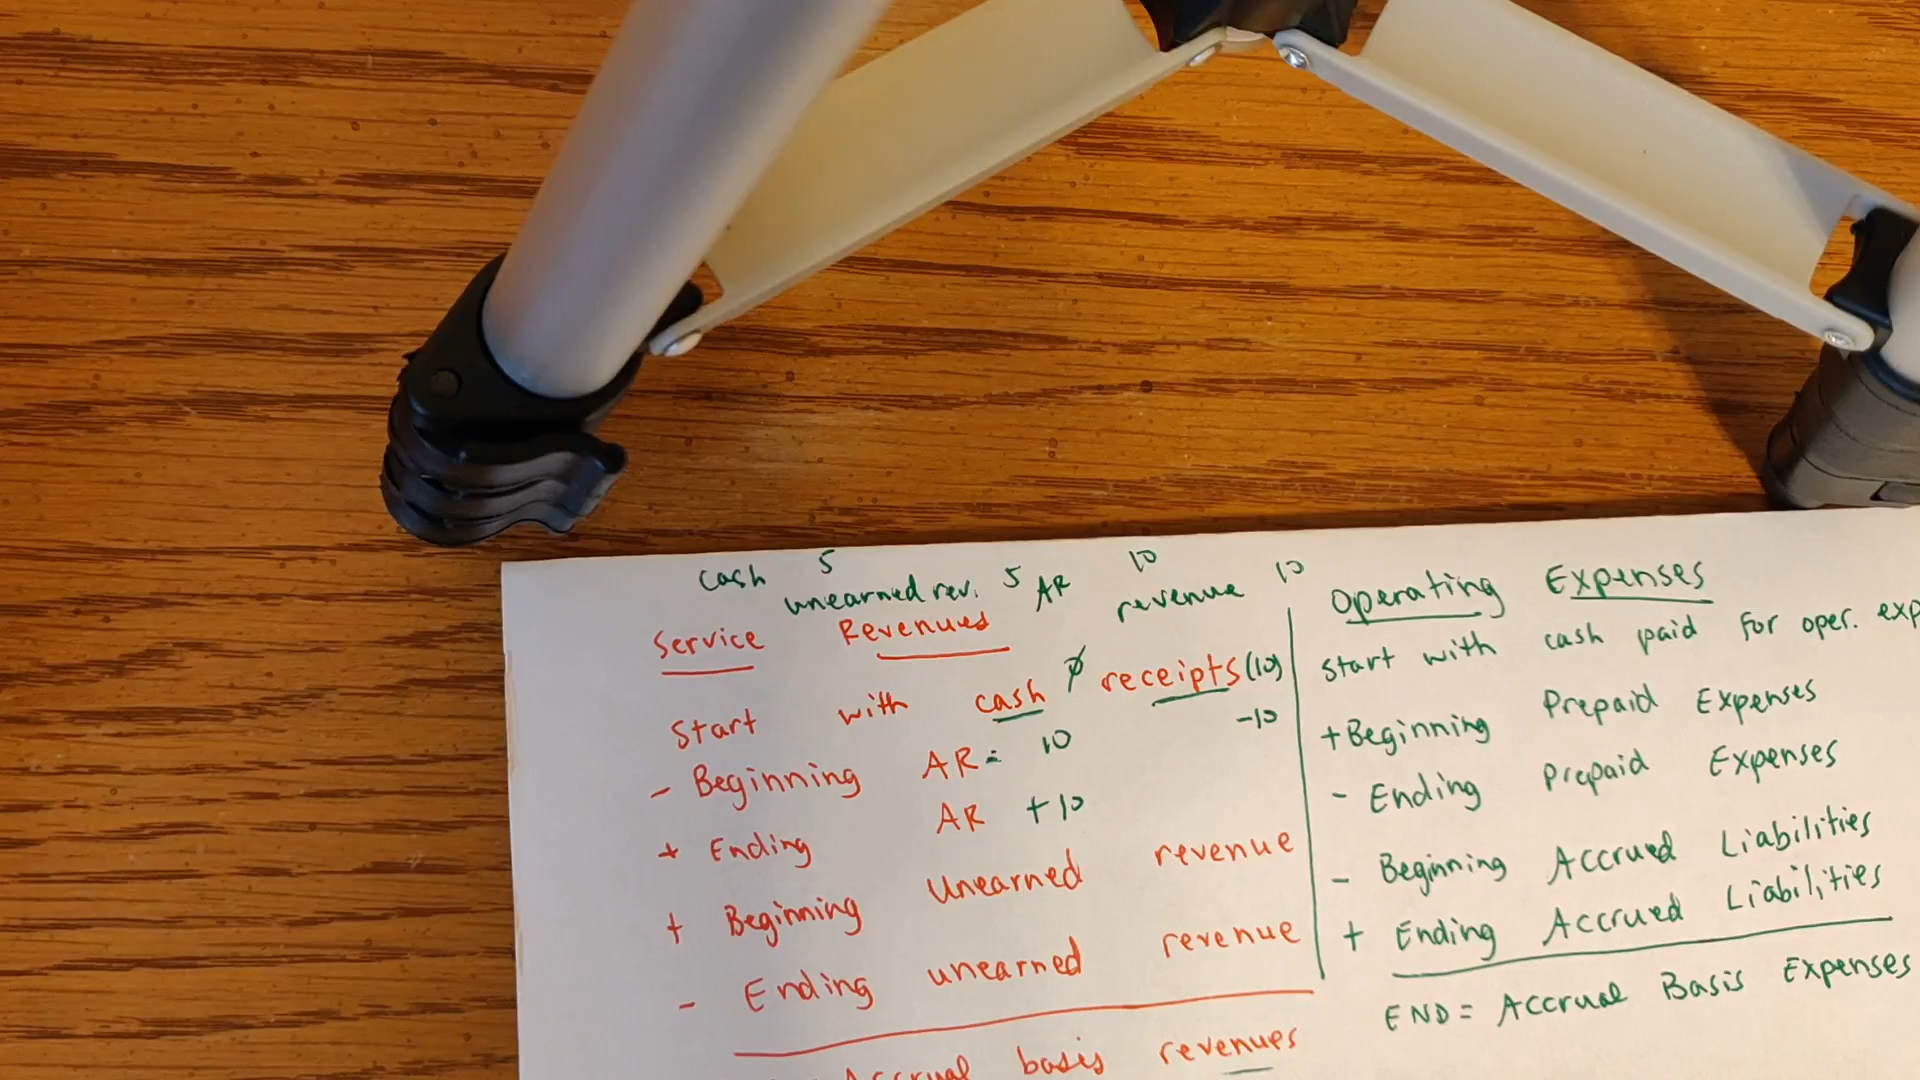 cash 5
unearned rev. 5
AR 10
revenue 10
Service Revenues
Start with cash receipts (10)
-10
- Beginning AR = 10
+ Ending AR +10
+ Beginning unearned revenue
- Ending unearned revenue
Accrual basis revenues
Operating Expenses
Start with cash paid for oper. exp
+ Beginning Prepaid Expenses
- Ending Prepaid Expenses
- Beginning Accrued Liabilities
+ Ending Accrued Liabilities
END = Accrual Basis Expenses